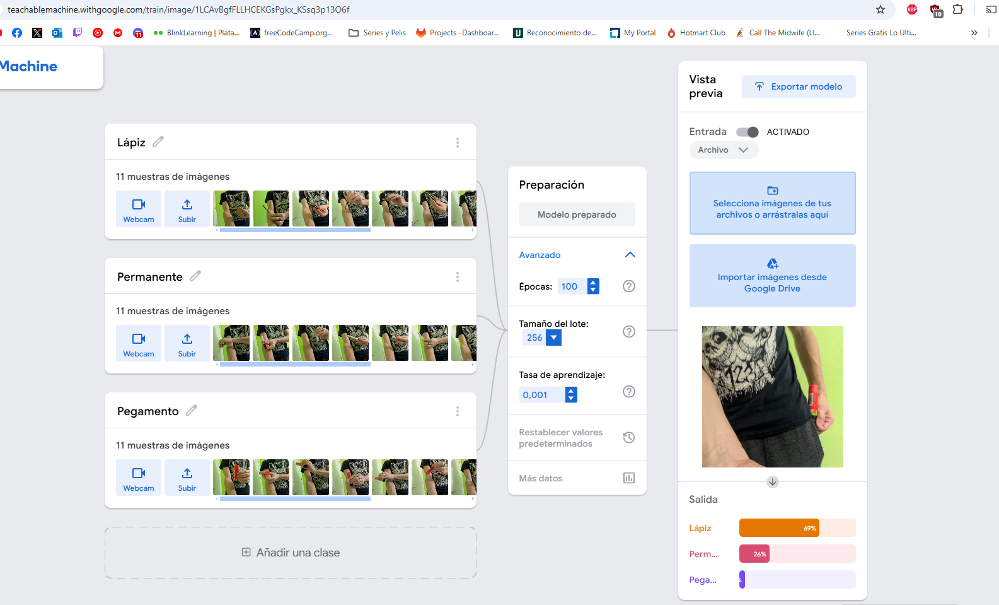 teachablemachine.withgoogle.com/train/image/1LCAvBgfFLLHCEKGsPgkx_KSsq3p13O6f
ABP
10
11
BlinkLearning | Plata...
freeCodeCamp.org...
Series y Pelis
Projects · Dashboar...
Reconocimiento de...
My Portal
Hotmart Club
Call The Midwife (Ll...
Series Gratis Lo Ulti...
»
Machine
Lápiz
11 muestras de imágenes
Webcam
Subir
Permanente
11 muestras de imágenes
Webcam
Subir
Pegamento
11 muestras de imágenes
Webcam
Subir
Añadir una clase
Preparación
Modelo preparado
Avanzado
Épocas: 100
Tamaño del lote:
256
Tasa de aprendizaje:
0,001
Restablecer valores
predeterminados
Más datos
Vista
previa
Exportar modelo
Entrada ACTIVADO
Archivo
Selecciona imágenes de tus
archivos o arrástralas aquí
Importar imágenes desde
Google Drive
123
Salida
Lápiz 69%
Perm... 26%
Pega...